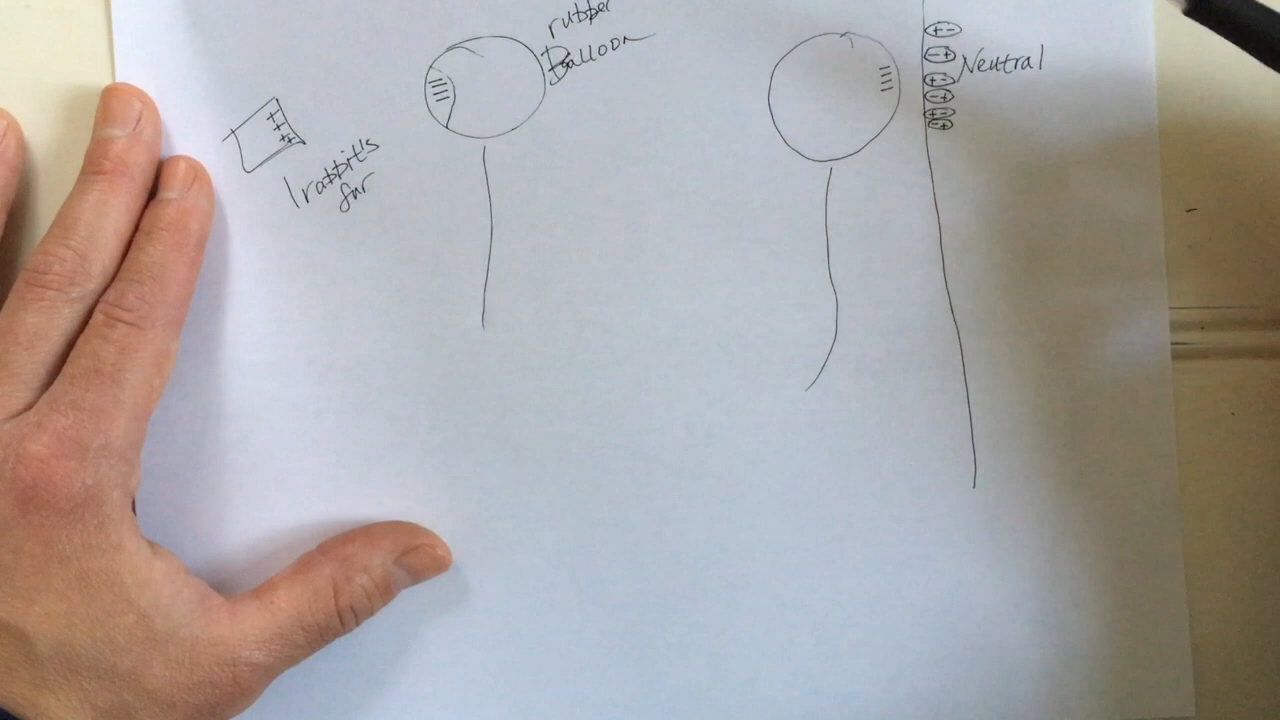 rubber
Balloon
rabbit's
fur
+
+
++
+-
-+
Neutral
+-
-+
+-
-+